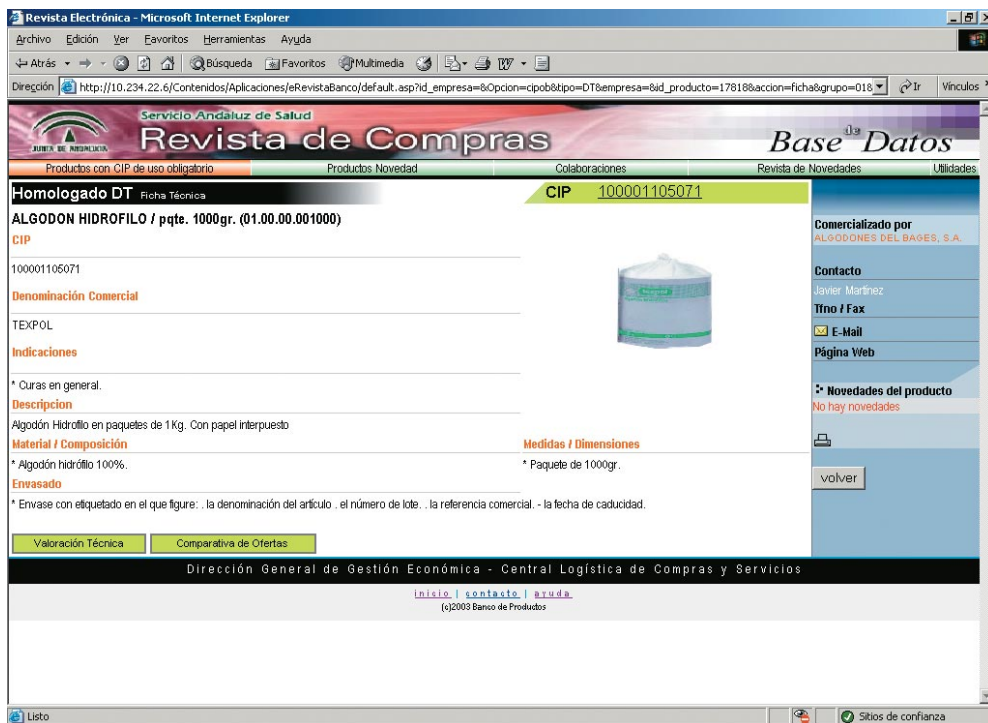 Revista Electrónica - Microsoft Internet Explorer
Archivo Edición Ver Favoritos Herramientas Ayuda
Atrás Búsqueda Favoritos Multimedia
Dirección http://10.234.22.6/Contenidos/Aplicaciones/eRevistaBanco/default.asp?id_empresa=&Opcion=cipob&tipo=DT&empresa=&id_producto=17818&accion=ficha&grupo=018 Ir Vínculos
JUNTA DE ANDALUCIA
Servicio Andaluz de Salud
Revista de Compras
Base de Datos
Productos con CIP de uso obligatorio Productos Novedad Colaboraciones Revista de Novedades Utilidades
Homologado DT Ficha Técnica CIP 100001105071
ALGODON HIDROFILO / pqte. 1000gr. (01.00.00.001000)
CIP
100001105071
Denominación Comercial
TEXPOL
Indicaciones
* Curas en general.
Descripcion
Algodón Hidrofilo en paquetes de 1Kg. Con papel interpuesto
Material / Composición Medidas / Dimensiones
* Algodón hidrófilo 100%. * Paquete de 1000gr.
Envasado
* Envase con etiquetado en el que figure: . la denominación del artículo . el número de lote. . la referencia comercial. - la fecha de caducidad.
Valoración Técnica Comparativa de Ofertas
Comercializado por
ALGODONES DEL BAGES, S.A.
Contacto
Javier Martinez
Tfno / Fax
E-Mail
Página Web
Novedades del producto
No hay novedades
volver
Dirección General de Gestión Económica - Central Logística de Compras y Servicios
inicio | contacto | ayuda
(c)2003 Banco de Productos
Listo Sitios de confianza